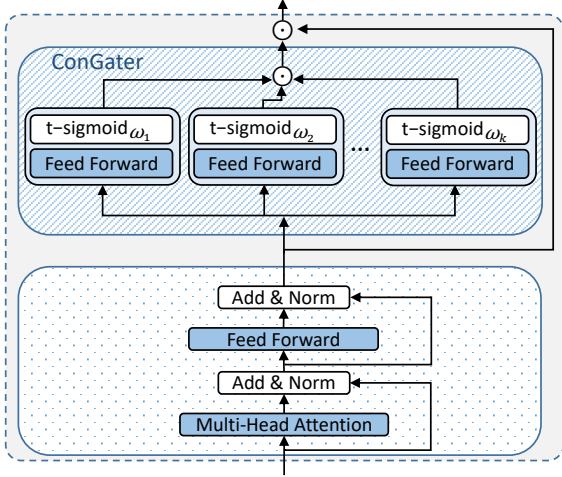 ConGater
t−sigmoidω1 t−sigmoidω2 t−sigmoidωk
Feed Forward Feed Forward ... Feed Forward
Add & Norm
Feed Forward
Add & Norm
Multi-Head Attention